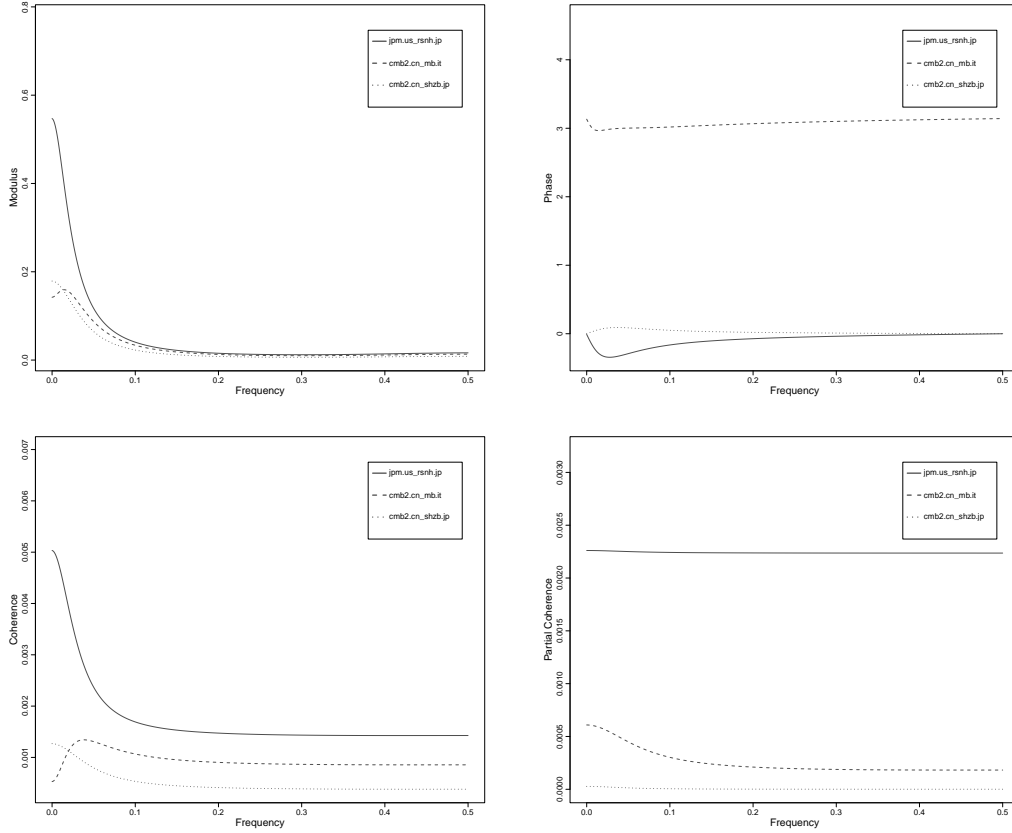 Modulus
0.8
0.6
0.4
0.2
0.0
jpm.us_rsnh.jp
cmb2.cn_mb.it
cmb2.cn_shzb.jp
0.0 0.1 0.2 0.3 0.4 0.5
Frequency
Phase
4
3
2
1
0
jpm.us_rsnh.jp
cmb2.cn_mb.it
cmb2.cn_shzb.jp
0.0 0.1 0.2 0.3 0.4 0.5
Frequency
Coherence
0.007
0.006
0.005
0.004
0.003
0.002
0.001
jpm.us_rsnh.jp
cmb2.cn_mb.it
cmb2.cn_shzb.jp
0.0 0.1 0.2 0.3 0.4 0.5
Frequency
Partial Coherence
0.0030
0.0025
0.0020
0.0015
0.0010
0.0005
0.0000
jpm.us_rsnh.jp
cmb2.cn_mb.it
cmb2.cn_shzb.jp
0.0 0.1 0.2 0.3 0.4 0.5
Frequency